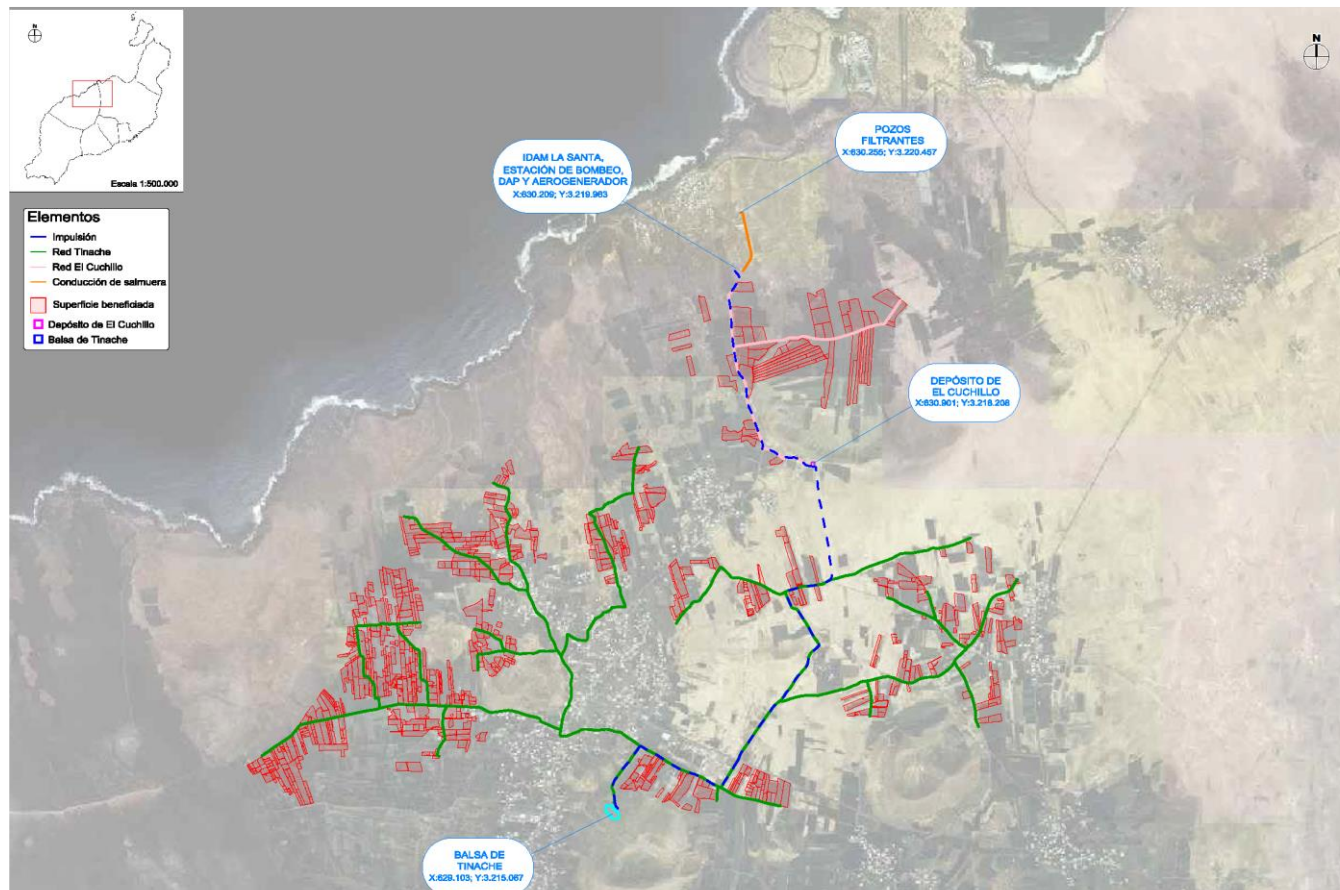 N
Escala 1:500.000
N
POZOS
FILTRANTES
X:630.255; Y:3.220.457
IDAM LA SANTA,
ESTACIÓN DE BOMBEO,
DAP Y AEROGENERADOR
X:630.209; Y:3.219.963
Elementos
Impulsión
Red Tinache
Red El Cuchillo
Conducción de salmuera
Superficie beneficiada
Depósito de El Cuchillo
Balsa de Tinache
DEPÓSITO DE
EL CUCHILLO
X:630.901; Y:3.218.208
BALSA DE
TINACHE
X:629.103; Y:3.215.067